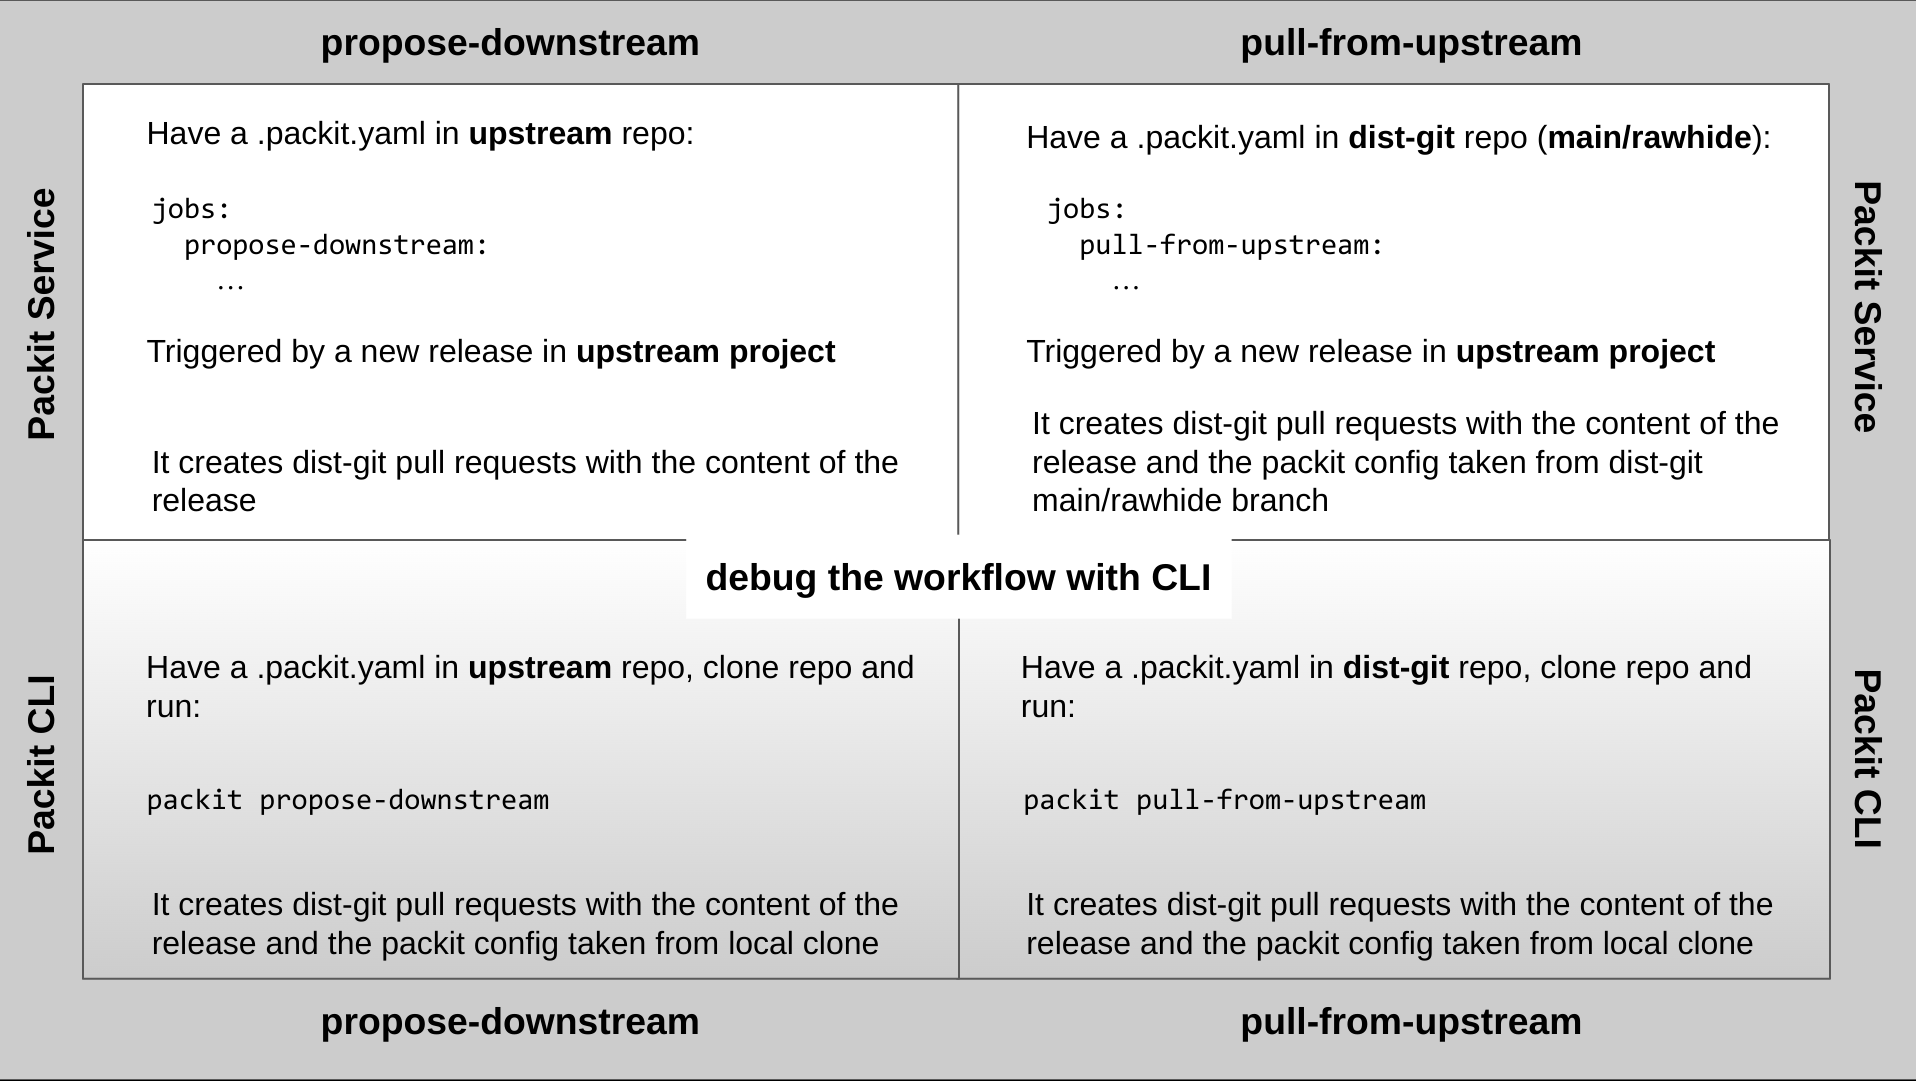 propose-downstream
pull-from-upstream
Packit Service
Have a .packit.yaml in upstream repo:
jobs:
  propose-downstream:
    …
Triggered by a new release in upstream project
It creates dist-git pull requests with the content of the
release
Have a .packit.yaml in dist-git repo (main/rawhide):
jobs:
  pull-from-upstream:
    …
Triggered by a new release in upstream project
It creates dist-git pull requests with the content of the
release and the packit config taken from dist-git
main/rawhide branch
Packit Service
debug the workflow with CLI
Packit CLI
Have a .packit.yaml in upstream repo, clone repo and
run:
packit propose-downstream
It creates dist-git pull requests with the content of the
release and the packit config taken from local clone
Have a .packit.yaml in dist-git repo, clone repo and
run:
packit pull-from-upstream
It creates dist-git pull requests with the content of the
release and the packit config taken from local clone
Packit CLI
propose-downstream
pull-from-upstream